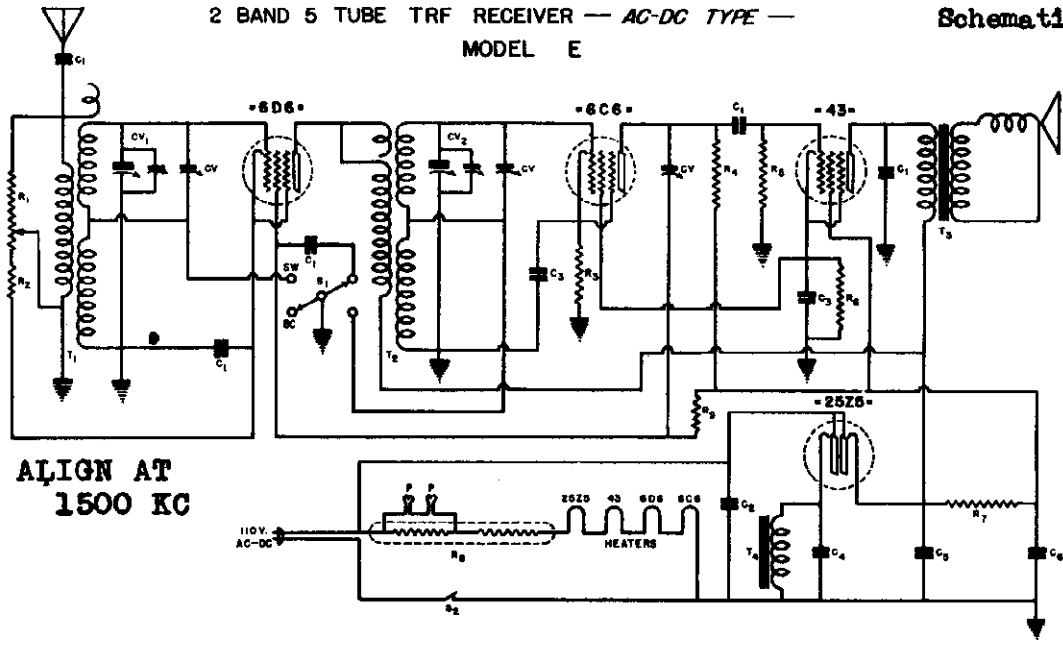 2 BAND 5 TUBE TRF RECEIVER — AC-DC TYPE —
Schemati
MODEL E
C1
-6D6-
-6C6-
C1
-43-
CV1
CV
CV2
CV
CV
R4
R5
C1
R1
T3
C1
SW
S1
C3
R3
C3
R6
R2
BC
T1
C1
T2
-25Z5-
ALIGN AT
1500 KC
P P
25Z5 43 6D6 6C6
C2
R7
110V.
AC-DC
HEATERS
T4
C4
C5
C6
S2